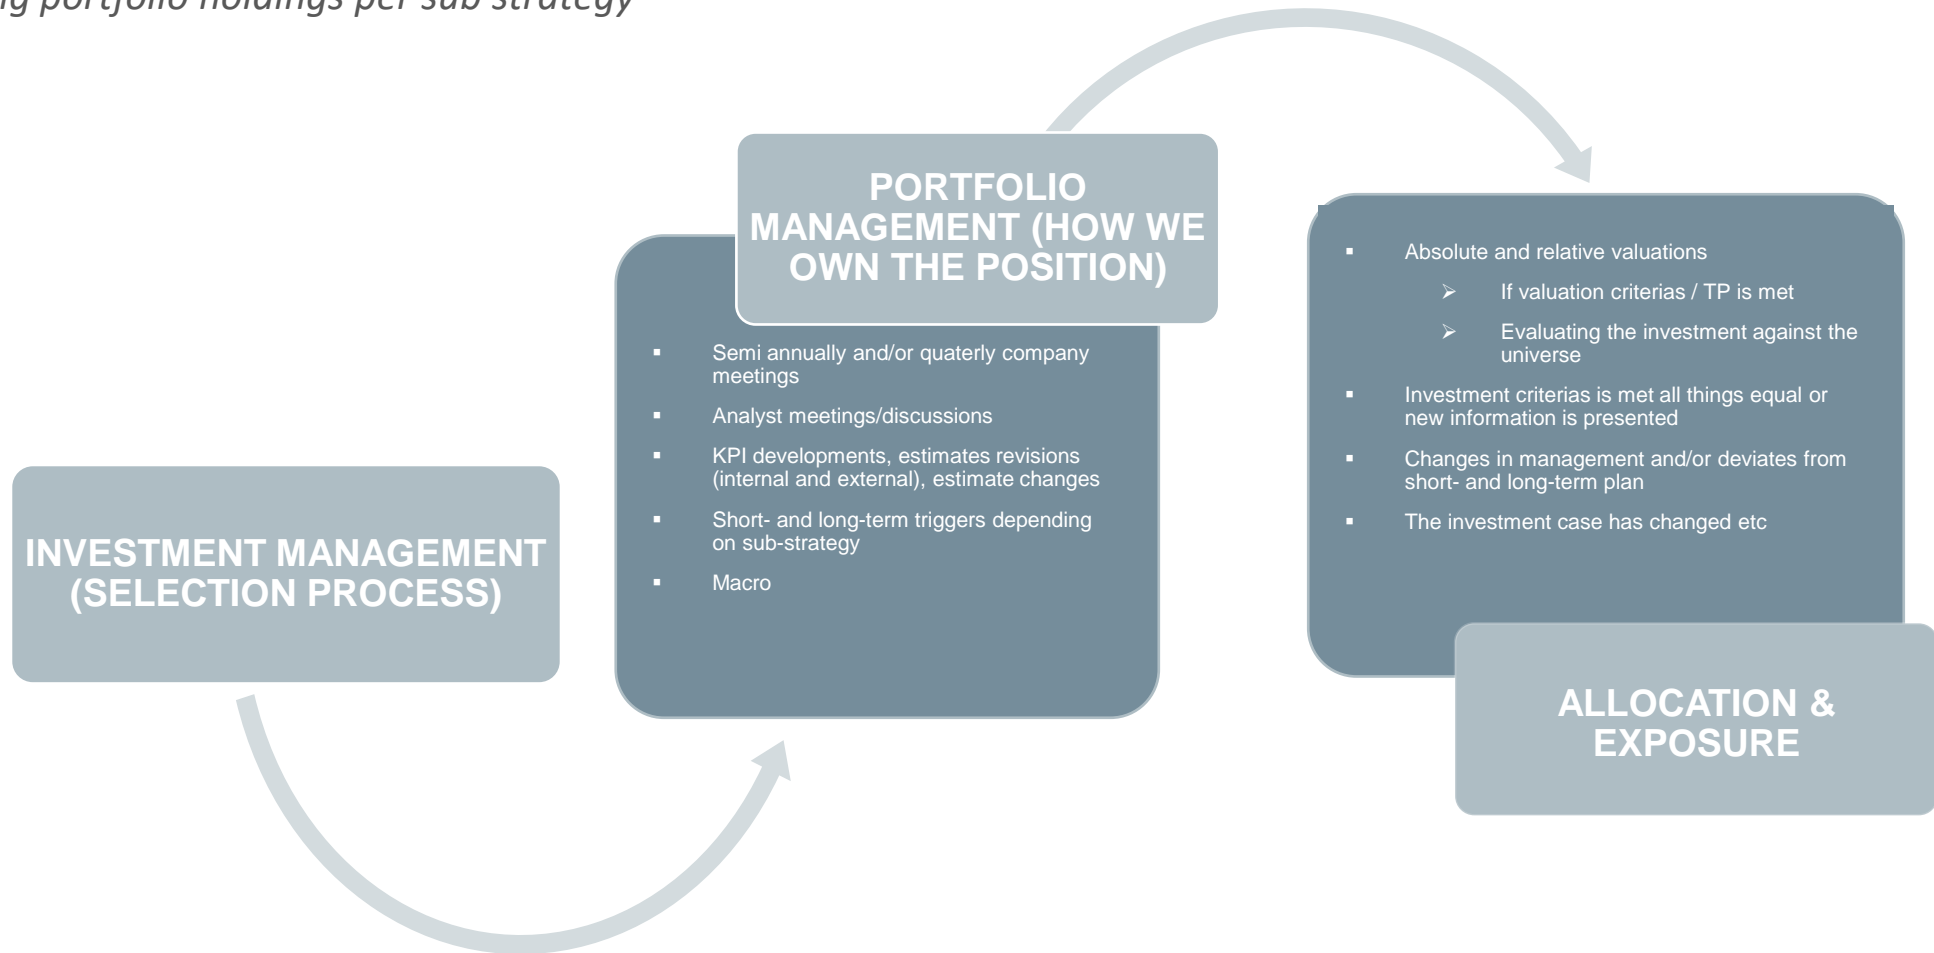 portfolio holdings per sub strategy
INVESTMENT MANAGEMENT
(SELECTION PROCESS)
PORTFOLIO
MANAGEMENT (HOW WE
OWN THE POSITION)
▪ Semi annually and/or quaterly company
meetings
▪ Analyst meetings/discussions
▪ KPI developments, estimates revisions
(internal and external), estimate changes
▪ Short- and long-term triggers depending
on sub-strategy
▪ Macro
▪ Absolute and relative valuations
➢ If valuation criterias / TP is met
➢ Evaluating the investment against the
universe
▪ Investment criterias is met all things equal or
new information is presented
▪ Changes in management and/or deviates from
short- and long-term plan
▪ The investment case has changed etc
ALLOCATION &
EXPOSURE